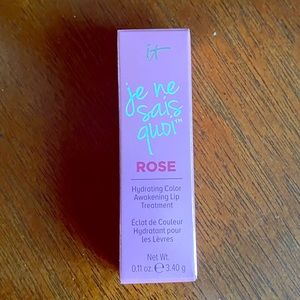 it
je ne
sais
quoi™
ROSE
Hydrating Color
Awakening Lip
Treatment
Éclat de Couleur
Hydratant pour
les Lèvres
Net Wt.
0.11 oz. ℮ 3.40 g